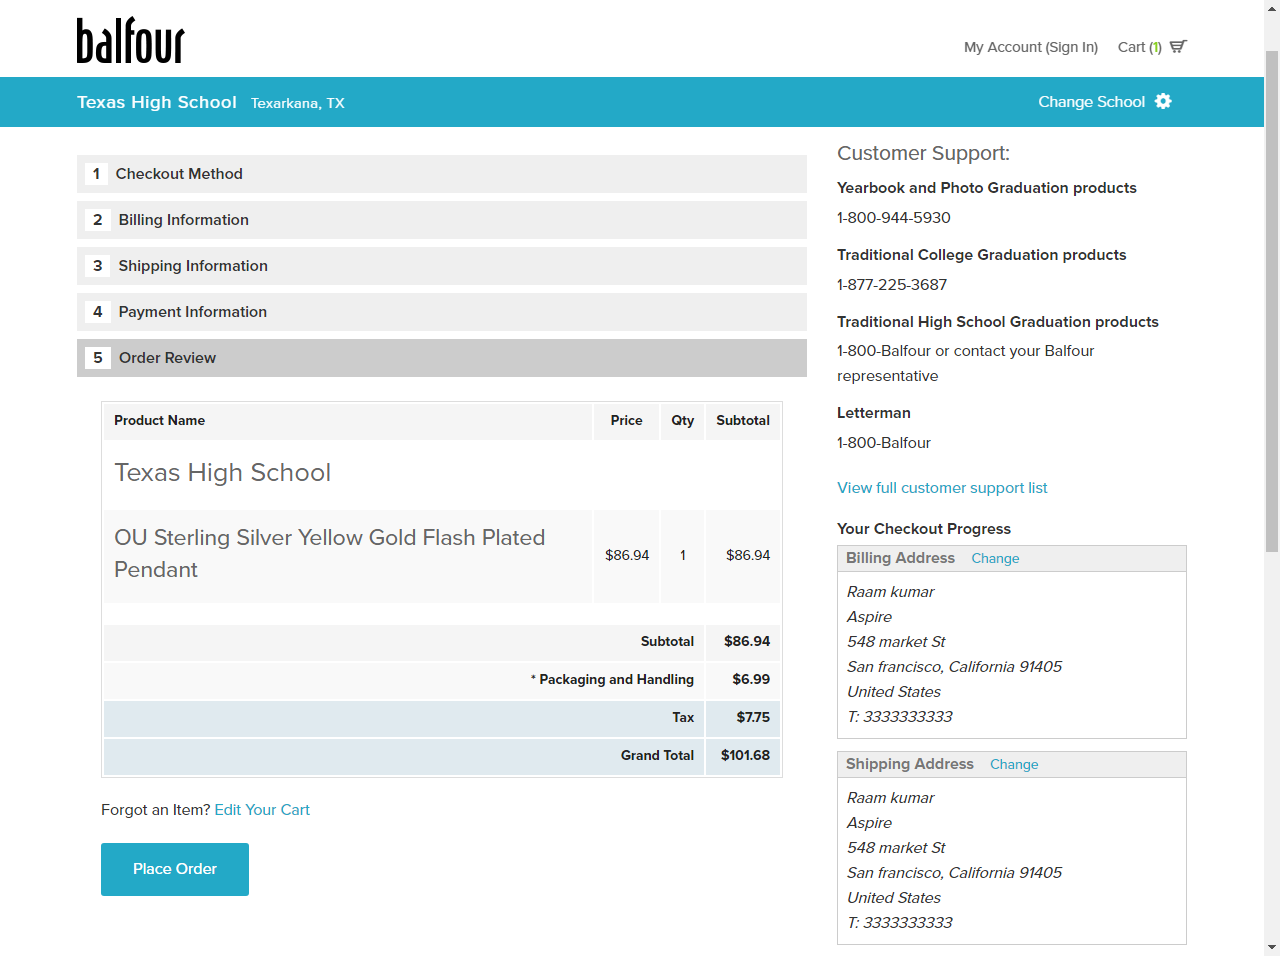 balfour
My Account (Sign In) Cart (1)
Texas High School Texarkana, TX Change School
1 Checkout Method
2 Billing Information
3 Shipping Information
4 Payment Information
5 Order Review
Product Name Price Qty Subtotal
Texas High School
OU Sterling Silver Yellow Gold Flash Plated
Pendant
$86.94 1 $86.94
Subtotal $86.94
* Packaging and Handling $6.99
Tax $7.75
Grand Total $101.68
Forgot an Item? Edit Your Cart
Place Order
Customer Support:
Yearbook and Photo Graduation products
1-800-944-5930
Traditional College Graduation products
1-877-225-3687
Traditional High School Graduation products
1-800-Balfour or contact your Balfour
representative
Letterman
1-800-Balfour
View full customer support list
Your Checkout Progress
Billing Address Change
Raam kumar
Aspire
548 market St
San francisco, California 91405
United States
T: 3333333333
Shipping Address Change
Raam kumar
Aspire
548 market St
San francisco, California 91405
United States
T: 3333333333